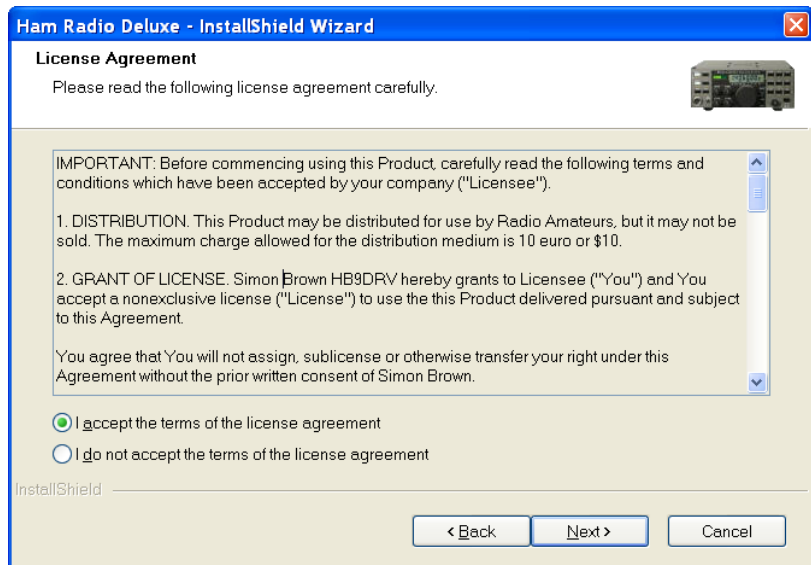 Ham Radio Deluxe - InstallShield Wizard
License Agreement
Please read the following license agreement carefully.
IMPORTANT: Before commencing using this Product, carefully read the following terms and
conditions which have been accepted by your company ("Licensee").
1. DISTRIBUTION. This Product may be distributed for use by Radio Amateurs, but it may not be
sold. The maximum charge allowed for the distribution medium is 10 euro or $10.
2. GRANT OF LICENSE. Simon Brown HB9DRV hereby grants to Licensee ("You") and You
accept a nonexclusive license ("License") to use the this Product delivered pursuant and subject
to this Agreement.
You agree that You will not assign, sublicense or otherwise transfer your right under this
Agreement without the prior written consent of Simon Brown.
I accept the terms of the license agreement
I do not accept the terms of the license agreement
InstallShield
< Back Next > Cancel